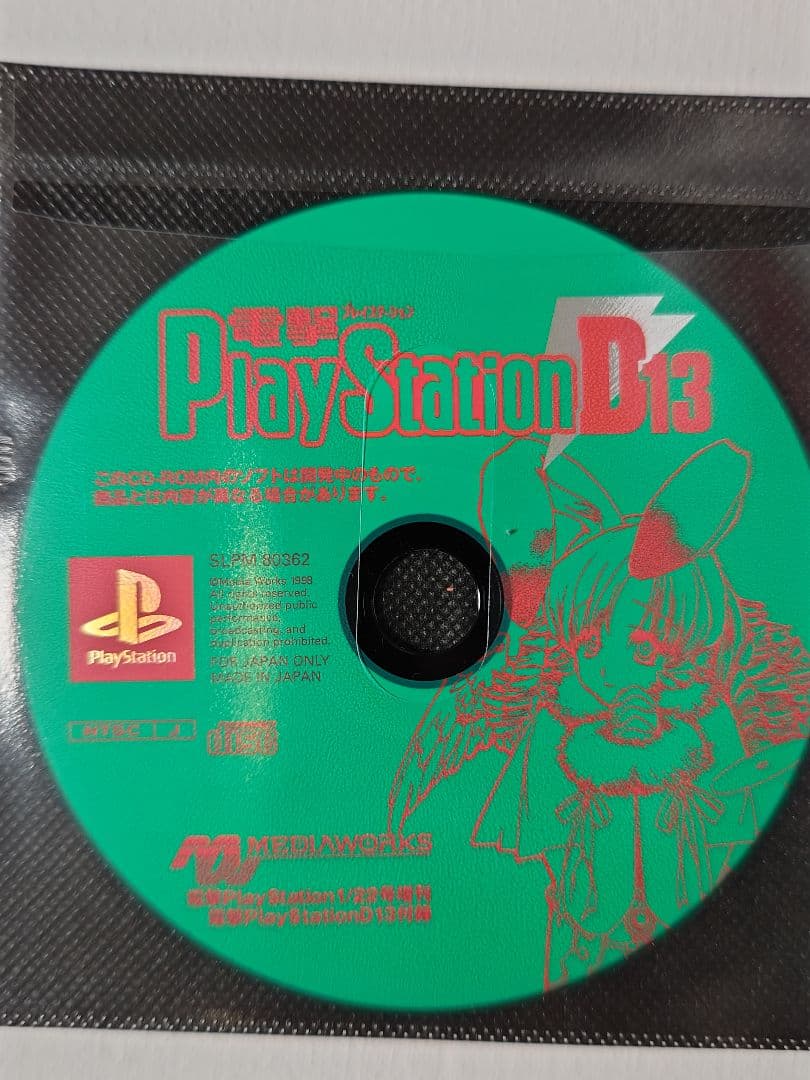 電撃 プレイステーション
PlayStation D13
このCD-ROM内のソフトは開発中のもので、
商品とは内容が異なる場合があります。
SLPM 80362
©Media Works 1998
All rights reserved.
Unauthorized public
performance,
broadcasting, and
duplication prohibited.
FOR JAPAN ONLY
MADE IN JAPAN
PlayStation
NTSC J
MEDIAWORKS
電撃PlayStation1/22号増刊
電撃PlayStationD13付録